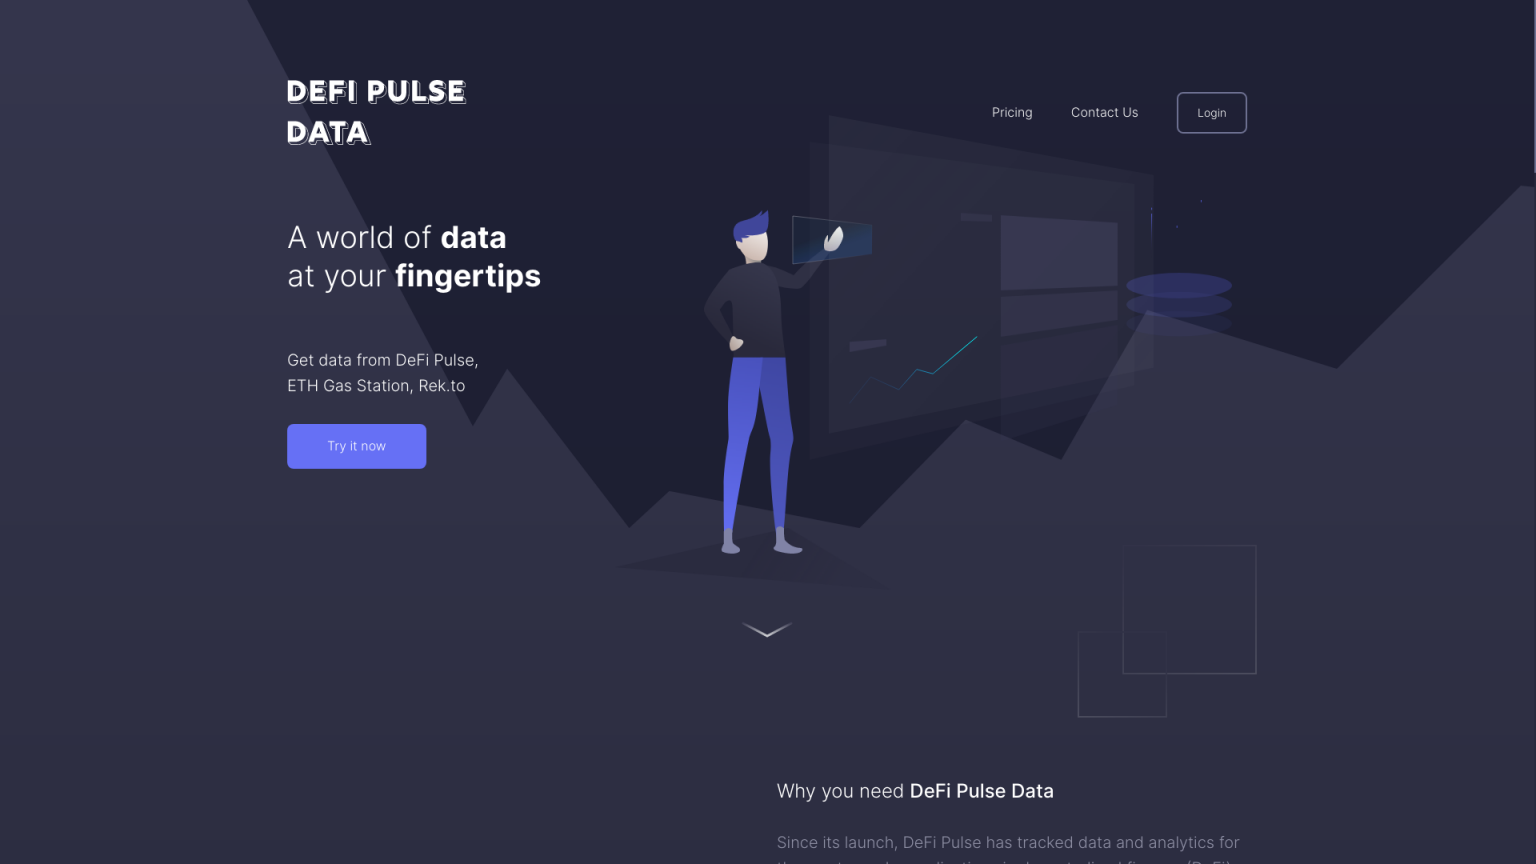 DEFI PULSE
DATA
Pricing
Contact Us
Login
A world of data
at your fingertips
Get data from DeFi Pulse,
ETH Gas Station, Rek.to
Try it now
Why you need DeFi Pulse Data
Since its launch, DeFi Pulse has tracked data and analytics for